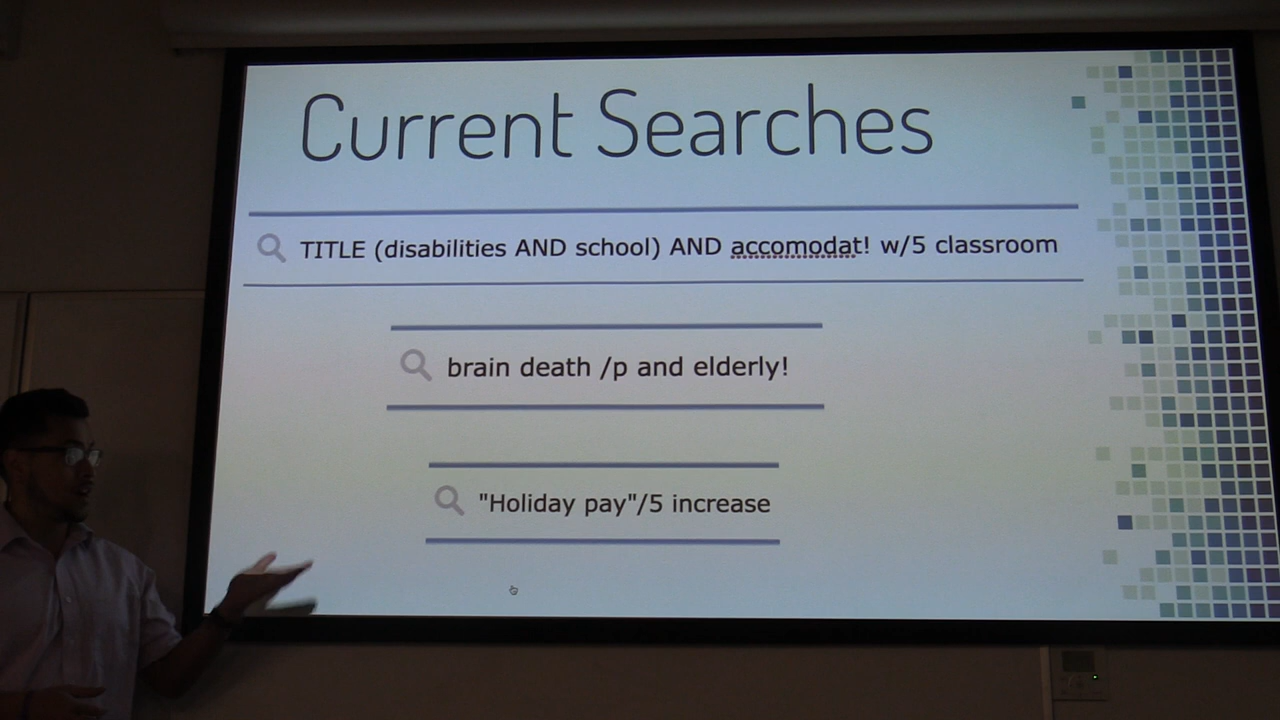 Current Searches
TITLE (disabilities AND school) AND accomodat! w/5 classroom
brain death /p and elderly!
"Holiday pay"/5 increase